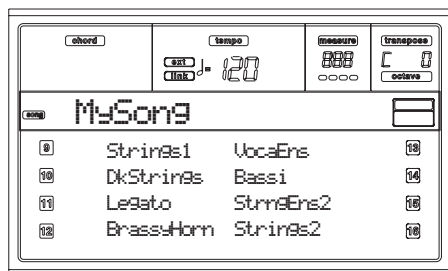 chord tempo measure transpose
ext link ♩= 120 888 C 0
octave
song MySong
9 Strings1 VocaEns 13
10 DkStrings Bassi 14
11 Legato StrngEns2 15
12 BrassyHorn Strings2 16